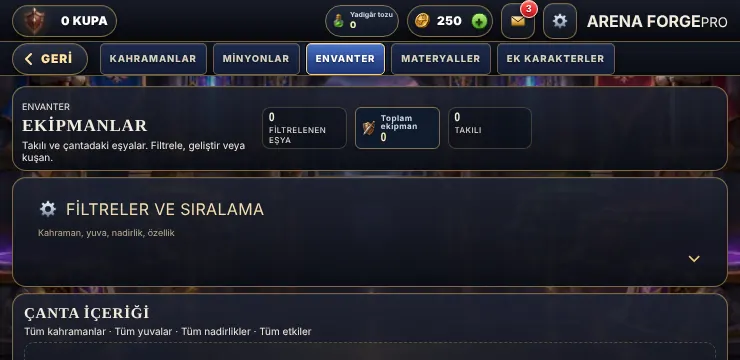 0 KUPA
Yadigâr tozu
0
250
3
ARENA FORGEPRO
GERİ
KAHRAMANLAR
MİNYONLAR
ENVANTER
MATERYALLER
EK KARAKTERLER
ENVANTER
EKİPMANLAR
Takılı ve çantadaki eşyalar. Filtrele, geliştir veya
kuşan.
0
FİLTRELENEN
EŞYA
Toplam
ekipman
0
0
TAKILI
FİLTRELER VE SIRALAMA
Kahraman, yuva, nadirlik, özellik
ÇANTA İÇERİĞİ
Tüm kahramanlar · Tüm yuvalar · Tüm nadirlikler · Tüm etkiler